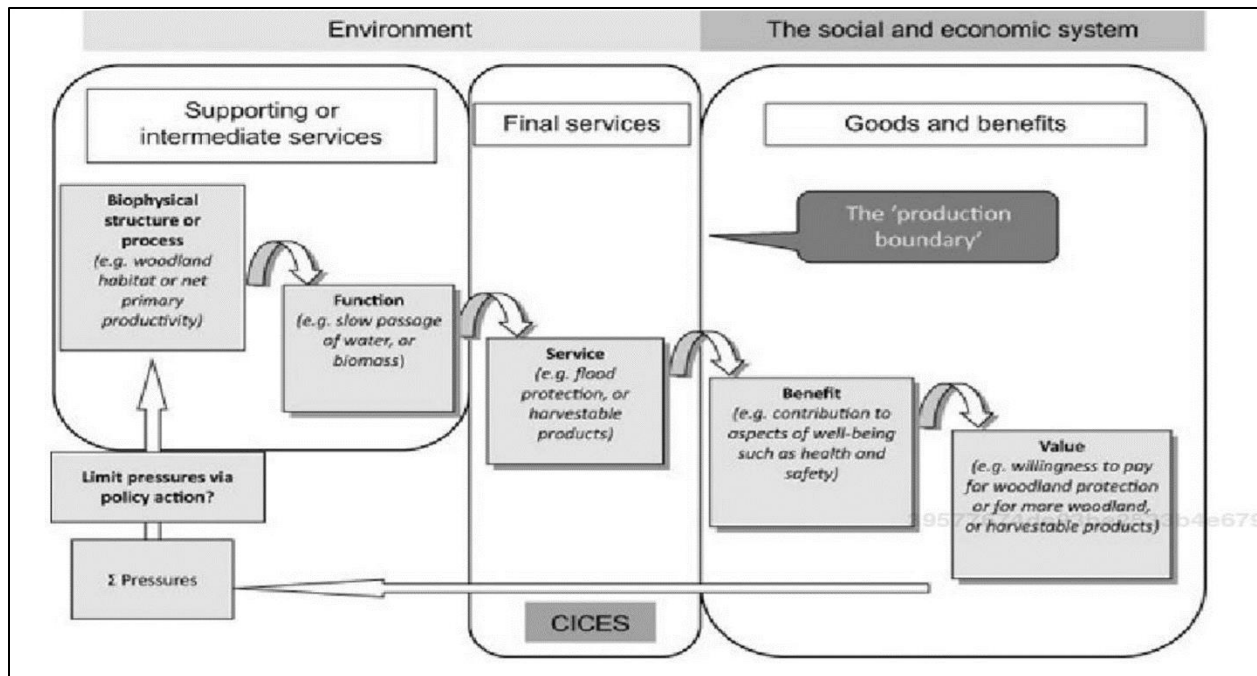 Environment
The social and economic system
Supporting or
intermediate services
Final services
Goods and benefits
Biophysical
structure or
process
(e.g. woodland
habitat or net
primary
productivity)
The ‘production
boundary’
Function
(e.g. slow passage
of water, or
biomass)
Service
(e.g. flood
protection, or
harvestable
products)
Benefit
(e.g. contribution to
aspects of well-being
such as health and
safety)
Value
(e.g. willingness to pay
for woodland protection
or for more woodland,
or harvestable products)
Limit pressures via
policy action?
Σ Pressures
CICES